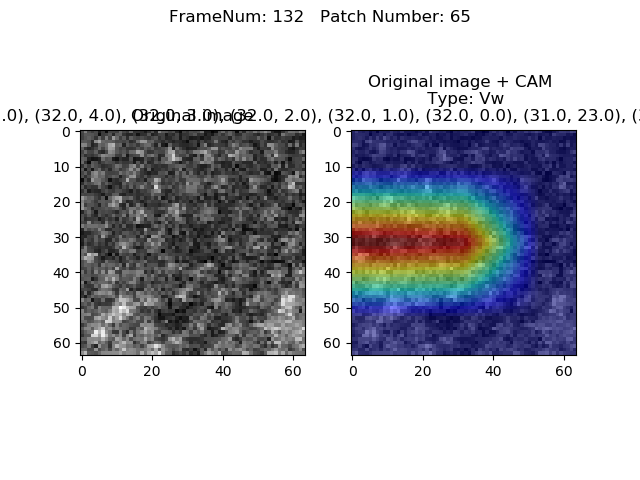 FrameNum: 132   Patch Number: 65
Original image + CAM
Type: Vw
.0), (32.0, 4.0), (32.0, 3.0), (32.0, 2.0), (32.0, 1.0), (32.0, 0.0), (31.0, 23.0), (3
Original image
0
10
20
30
40
50
60
0 20 40 60
0
10
20
30
40
50
60
0 20 40 60